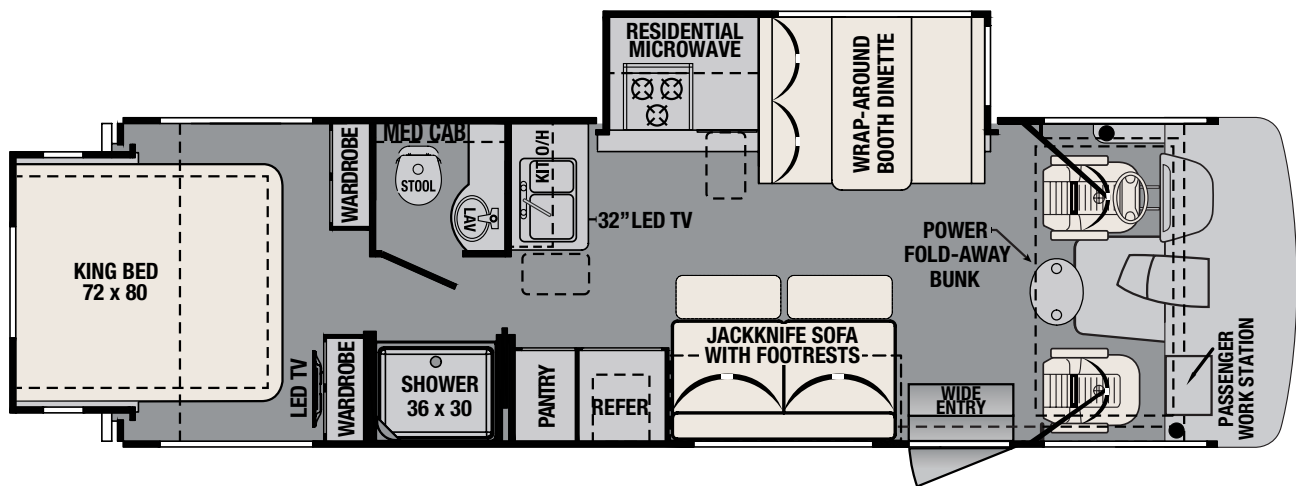 RESIDENTIAL
MICROWAVE
WRAP-AROUND
BOOTH DINETTE
MED CAB
WARDROBE
STOOL
LAV
KIT O/H
32” LED TV
POWER
FOLD-AWAY
BUNK
KING BED
72 x 80
JACKKNIFE SOFA
WITH FOOTRESTS
LED TV
WARDROBE
SHOWER
36 x 30
PANTRY
REFER
WIDE
ENTRY
PASSENGER
WORK STATION